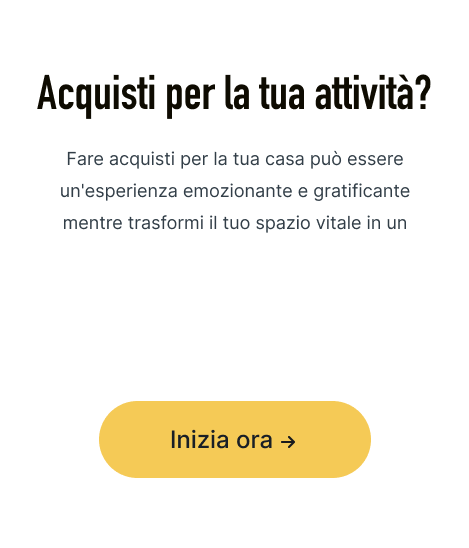 Acquisti per la tua attività?
Fare acquisti per la tua casa può essere
un'esperienza emozionante e gratificante
mentre trasformi il tuo spazio vitale in un
Inizia ora →